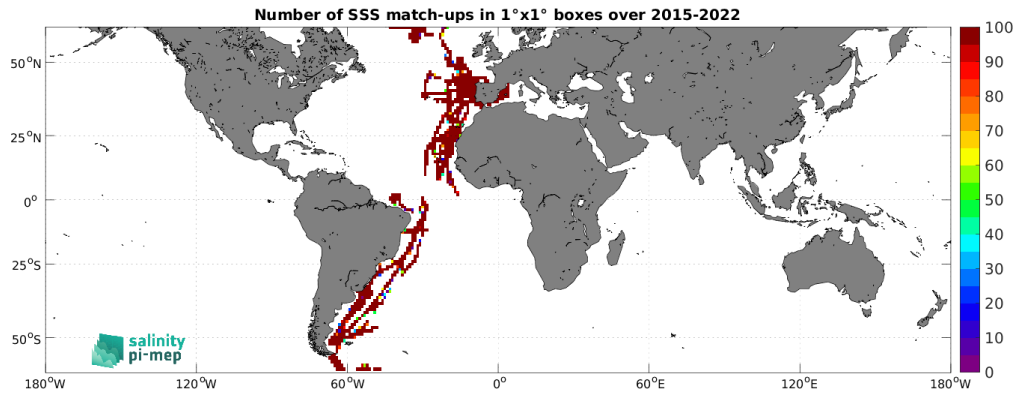 Number of SSS match-ups in 1°x1° boxes over 2015-2022
50°N
25°N
0°
25°S
50°S
180°W
120°W
60°W
0°
60°E
120°E
180°W
100
90
80
70
60
50
40
30
20
10
0
salinity
pi-mep